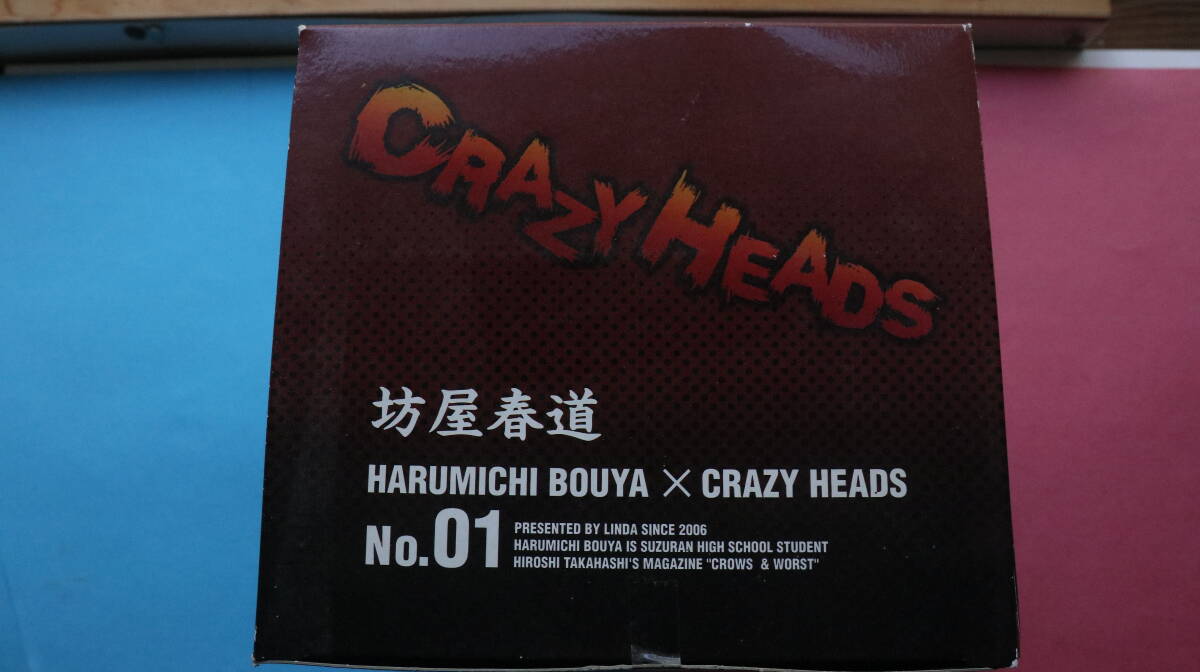 CRAZY HEADS
坊屋春道
HARUMICHI BOUYA × CRAZY HEADS
No.01
PRESENTED BY LINDA SINCE 2006
HARUMICHI BOUYA IS SUZURAN HIGH SCHOOL STUDENT
HIROSHI TAKAHASHI'S MAGAZINE "CROWS & WORST"